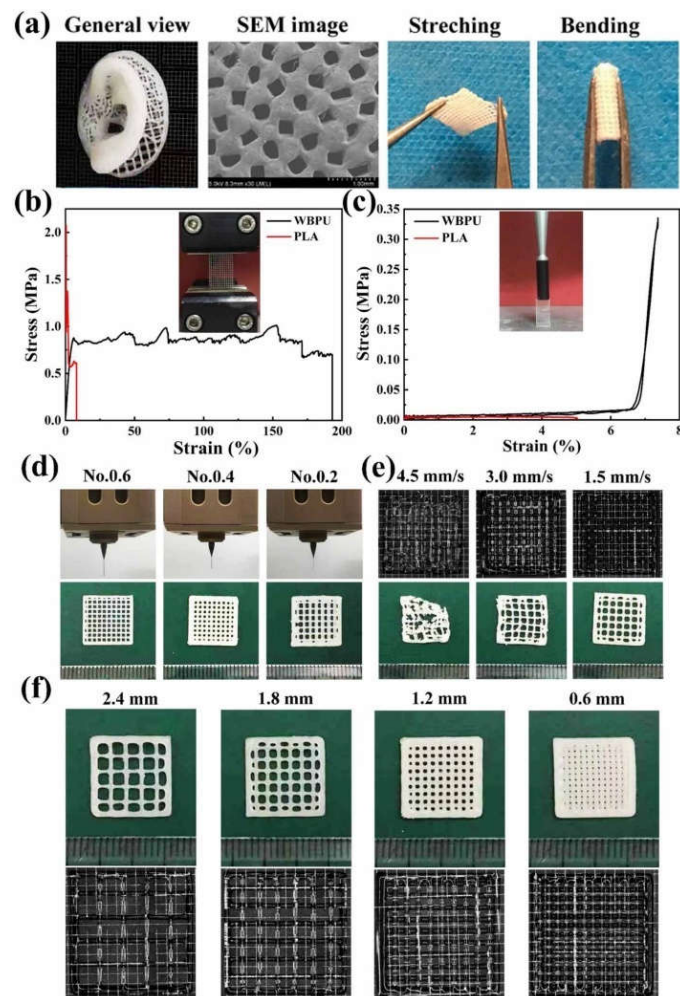 (a)
General view
SEM image
Streching
Bending
1.00mm
(b)
WBPU
PLA
Stress (MPa)
2.0
1.5
1.0
0.5
0.0
0
50
100
150
200
Strain (%)
(c)
WBPU
PLA
Stress (MPa)
0.35
0.30
0.25
0.20
0.15
0.10
0.05
0.00
0
2
4
6
8
Strain (%)
(d)
No.0.6
No.0.4
No.0.2
(e)
4.5 mm/s
3.0 mm/s
1.5 mm/s
(f)
2.4 mm
1.8 mm
1.2 mm
0.6 mm